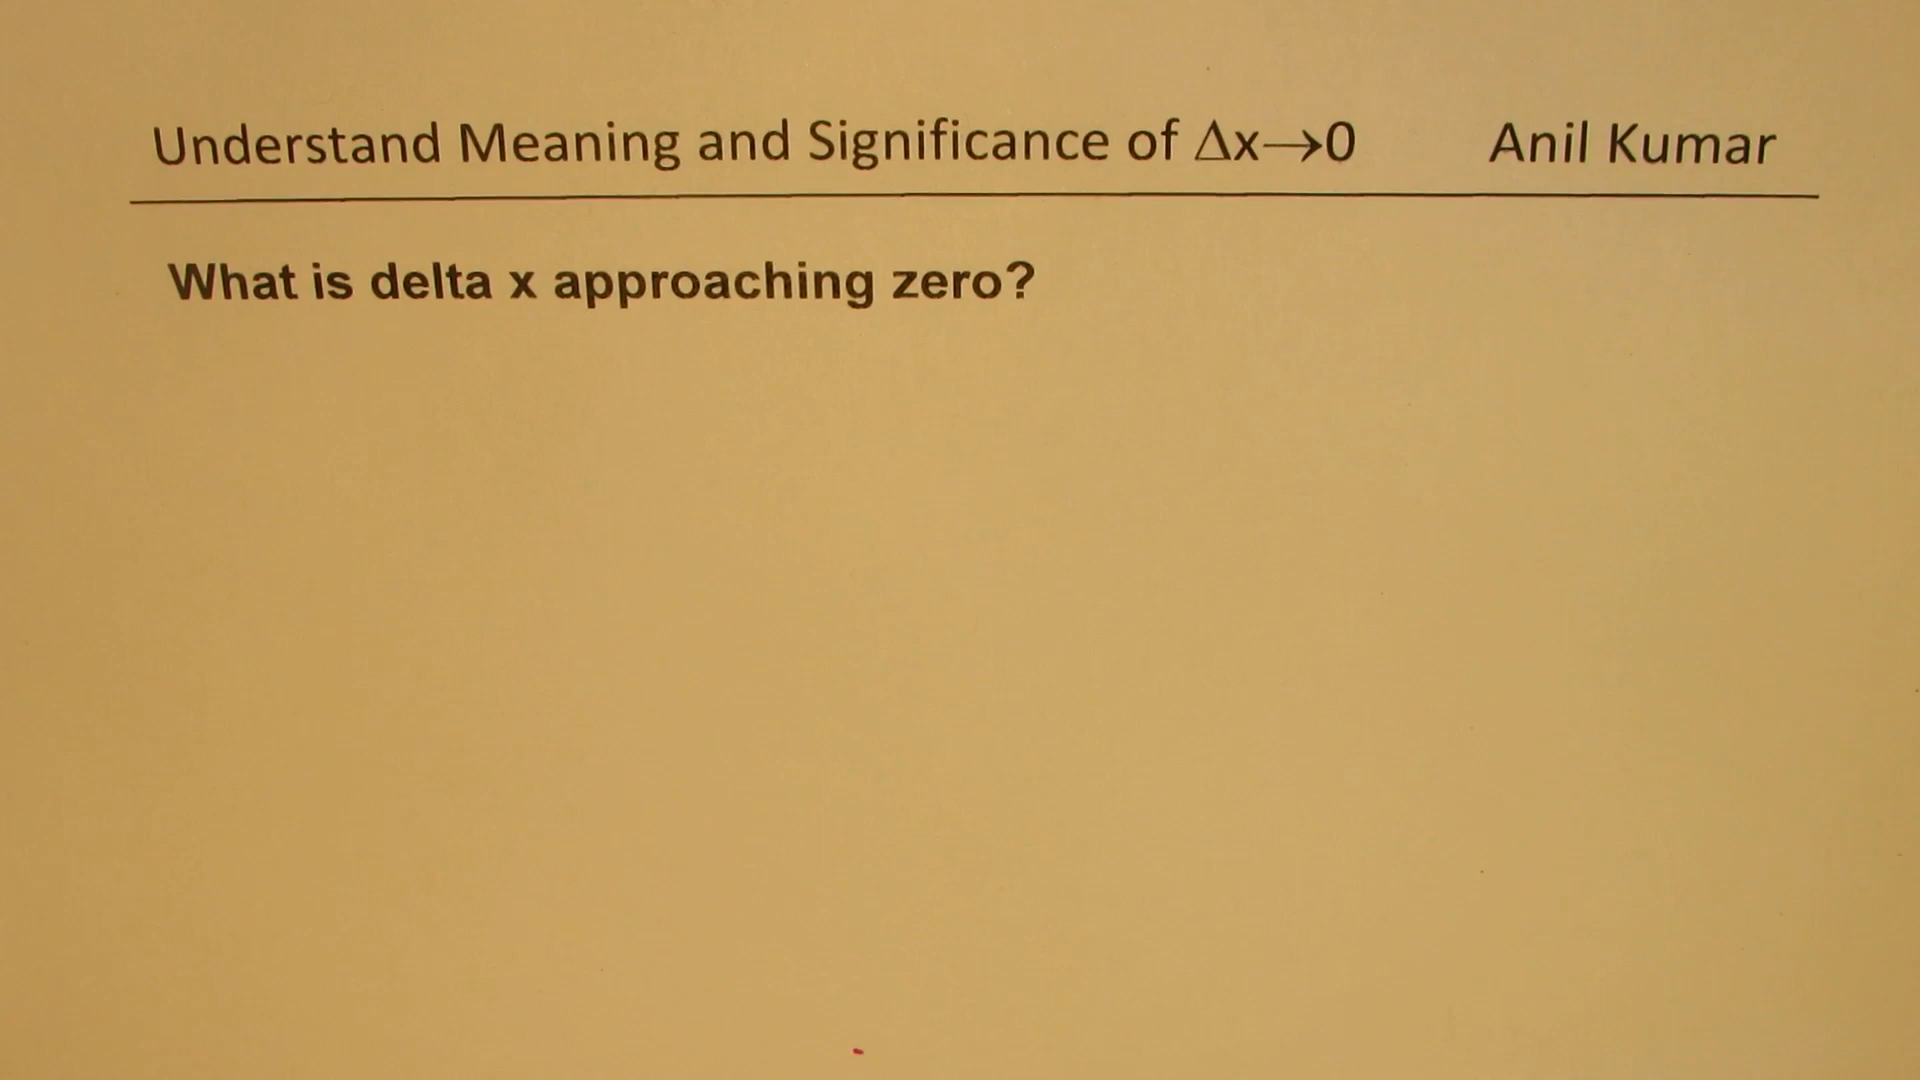 Understand Meaning and Significance of Δx→0 Anil Kumar
What is delta x approaching zero?